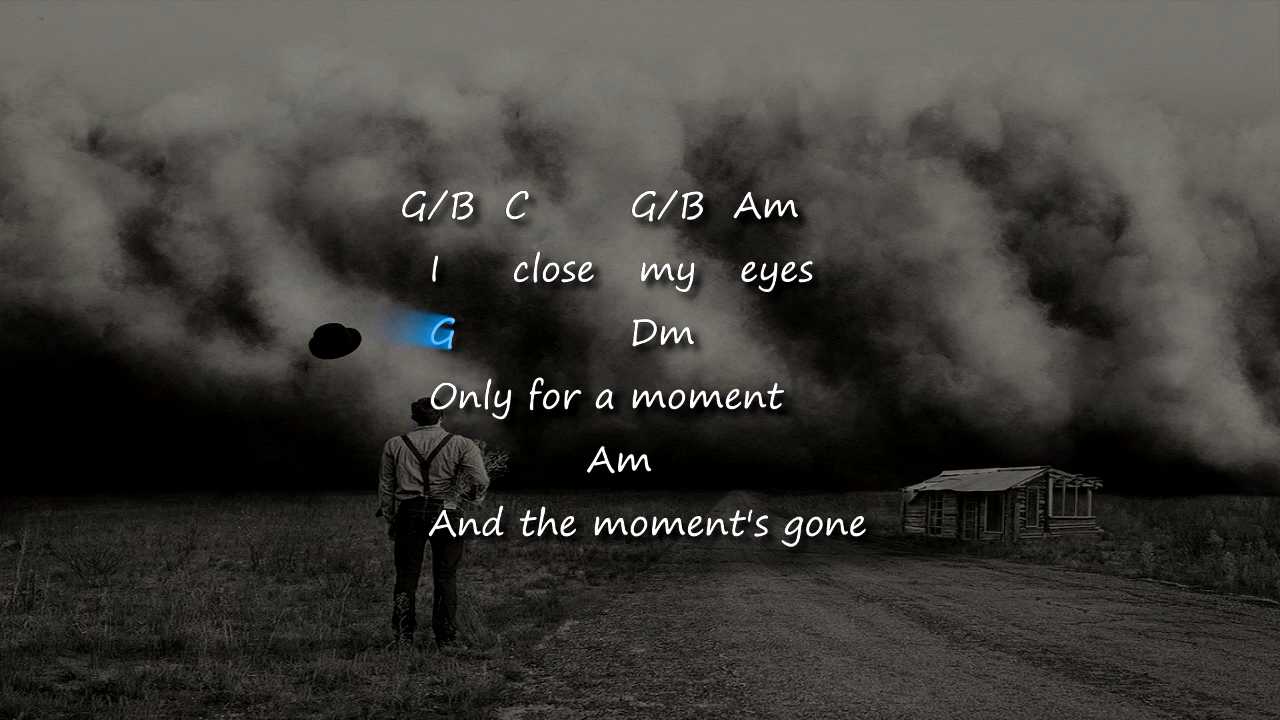 G/B C G/B Am
I close my eyes
G Dm
Only for a moment
Am
And the moment's gone